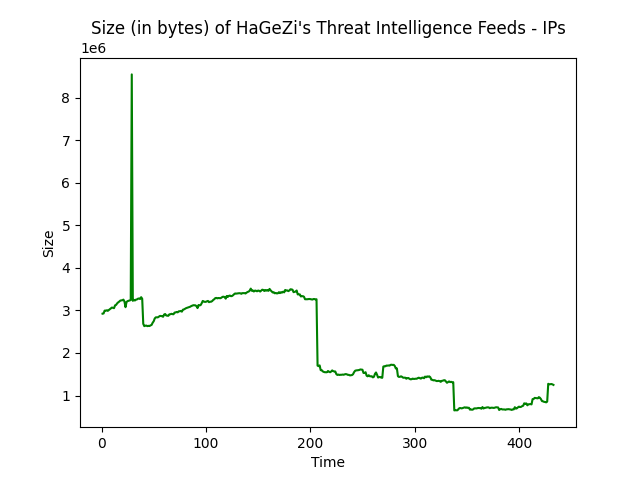 Size (in bytes) of HaGeZi's Threat Intelligence Feeds - IPs
1e6
8
7
6
5
4
3
2
1
Size
0 100 200 300 400
Time